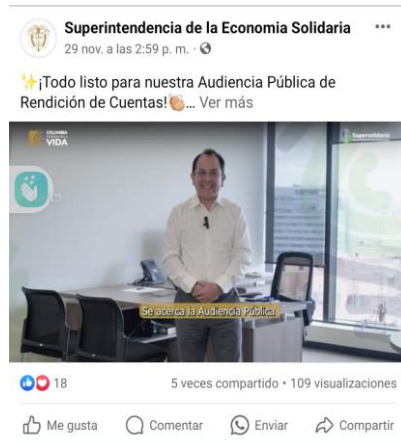 Superintendencia de la Economia Solidaria
29 nov. a las 2:59 p. m. ·
¡Todo listo para nuestra Audiencia Pública de
Rendición de Cuentas! ... Ver más
COLOMBIA
VIDA
Supersolidaria
Se acerca la Audiencia Pública
18
5 veces compartido • 109 visualizaciones
Me gusta
Comentar
Enviar
Compartir